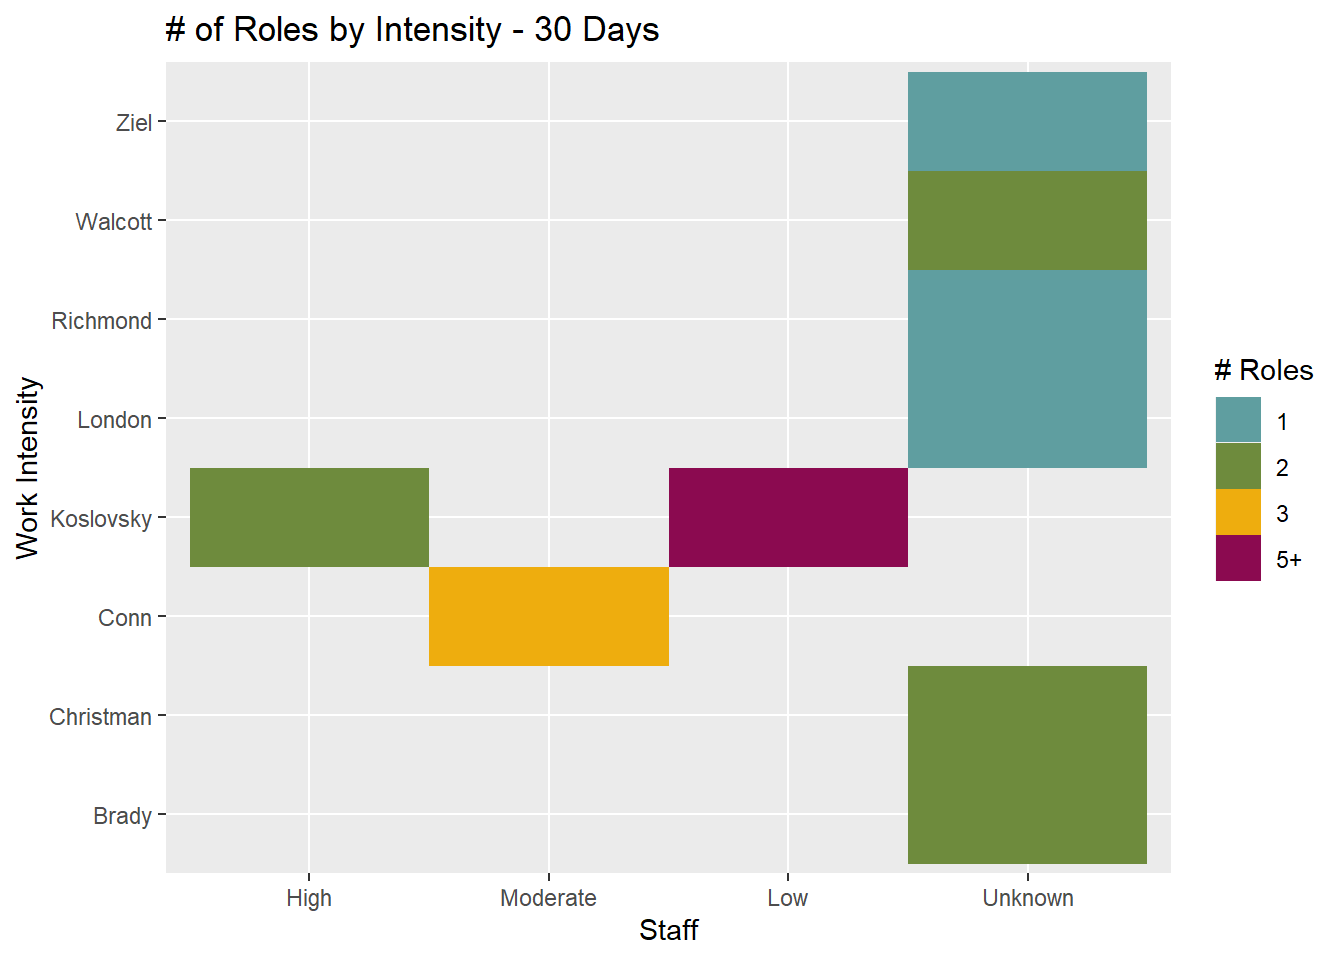 # of Roles by Intensity - 30 Days
Ziel
Walcott
Richmond
London
Koslovsky
Conn
Christman
Brady
Work Intensity
High Moderate Low Unknown
Staff
# Roles
1
2
3
5+